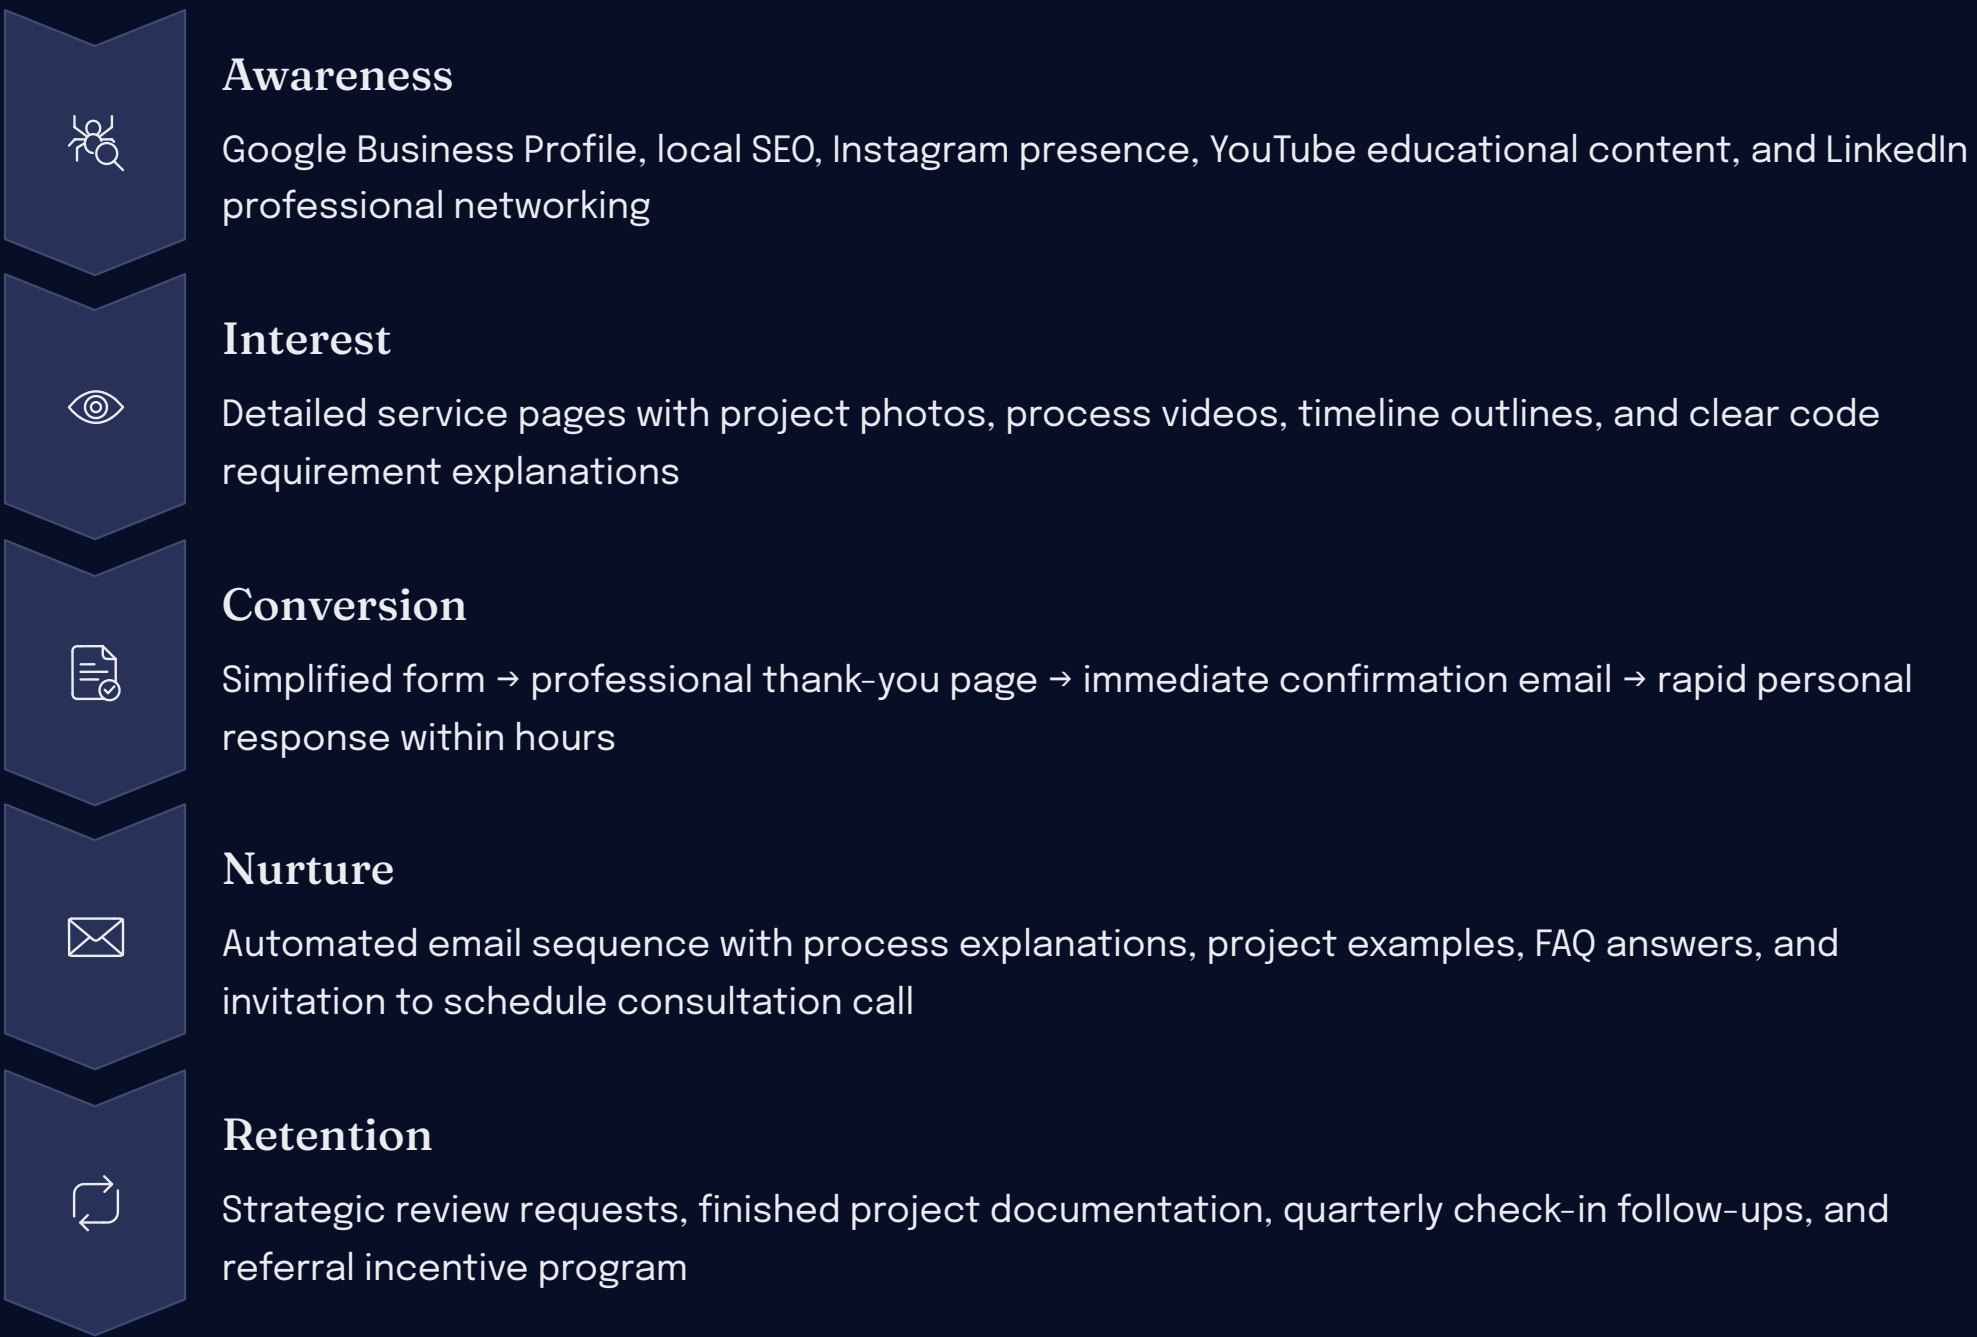 Awareness
Google Business Profile, local SEO, Instagram presence, YouTube educational content, and LinkedIn
professional networking
Interest
Detailed service pages with project photos, process videos, timeline outlines, and clear code
requirement explanations
Conversion
Simplified form → professional thank-you page → immediate confirmation email → rapid personal
response within hours
Nurture
Automated email sequence with process explanations, project examples, FAQ answers, and
invitation to schedule consultation call
Retention
Strategic review requests, finished project documentation, quarterly check-in follow-ups, and
referral incentive program